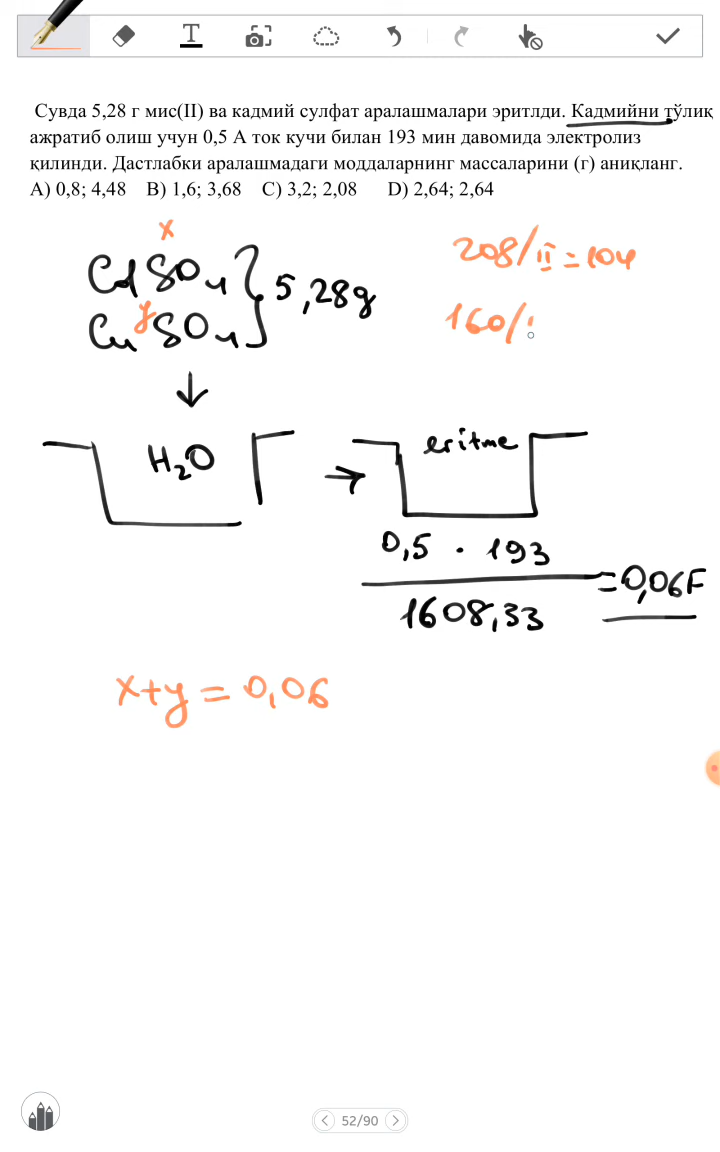 T
Сувда 5,28 г мис(II) ва кадмий сулфат аралашмалари эритлди. Кадмийни тўлиқ
ажратиб олиш учун 0,5 А ток кучи билан 193 мин давомида электролиз
қилинди. Дастлабки аралашмадаги моддаларнинг массаларини (г) аниқланг.
A) 0,8; 4,48 B) 1,6; 3,68 C) 3,2; 2,08 D) 2,64; 2,64
x
CdSO4 } 5,28g
y
CuSO4
208/II = 104
160/
↓
H2O → eritme
0,5 · 193
1608,33
=0,06F
x+y = 0,06
52/90